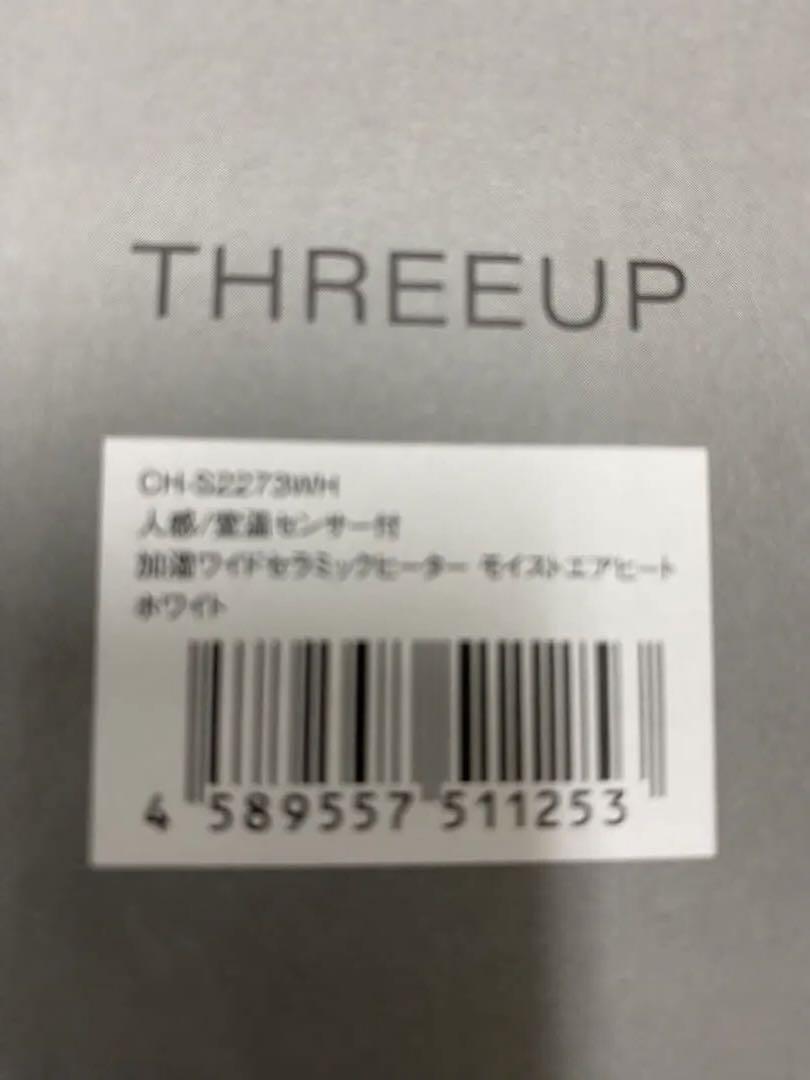 THREEUP
CH-S2273WH
人感/室温センサー付
加湿ワイドセラミックヒーター モイストエアヒート
ホワイト
4 589557 511253